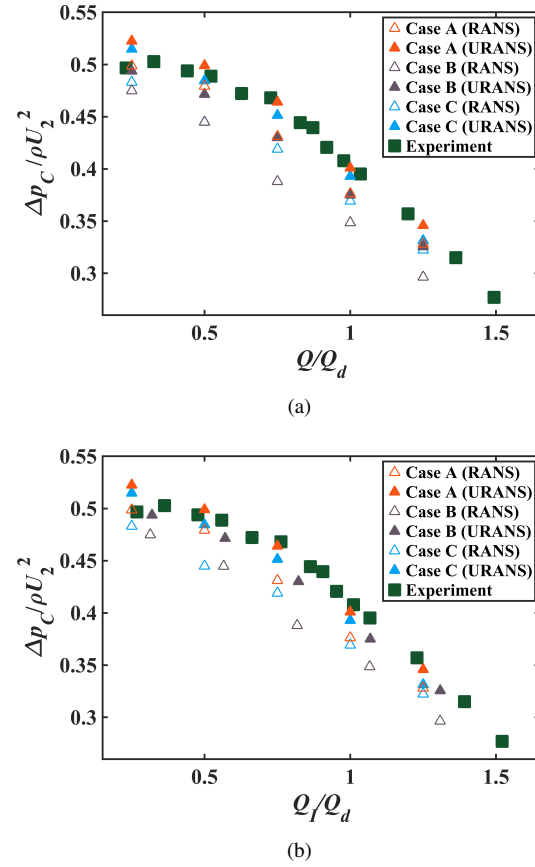 0.55
0.5
0.45
0.4
0.35
0.3
0.5
1
1.5
Δp_C/ρU_2^2
Q/Q_d
Case A (RANS)
Case A (URANS)
Case B (RANS)
Case B (URANS)
Case C (RANS)
Case C (URANS)
Experiment
(a)
0.55
0.5
0.45
0.4
0.35
0.3
0.5
1
1.5
Δp_C/ρU_2^2
Q_I/Q_d
Case A (RANS)
Case A (URANS)
Case B (RANS)
Case B (URANS)
Case C (RANS)
Case C (URANS)
Experiment
(b)